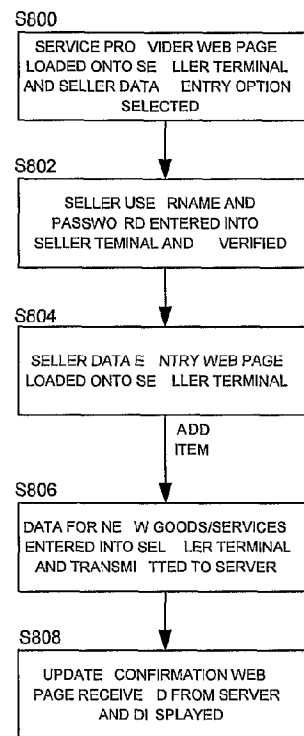 S800
SERVICE PRO VIDER WEB PAGE
LOADED ONTO SE LLER TERMINAL
AND SELLER DATA ENTRY OPTION
SELECTED
S802
SELLER USE RNAME AND
PASSWO RD ENTERED INTO
SELLER TEMINAL AND VERIFIED
S804
SELLER DATA E NTRY WEB PAGE
LOADED ONTO SE LLER TERMINAL
ADD
ITEM
S806
DATA FOR NE W GOODS/SERVICES
ENTERED INTO SEL LER TERMINAL
AND TRANSMI TTED TO SERVER
S808
UPDATE CONFIRMATION WEB
PAGE RECEIVE D FROM SERVER
AND DI SPLAYED